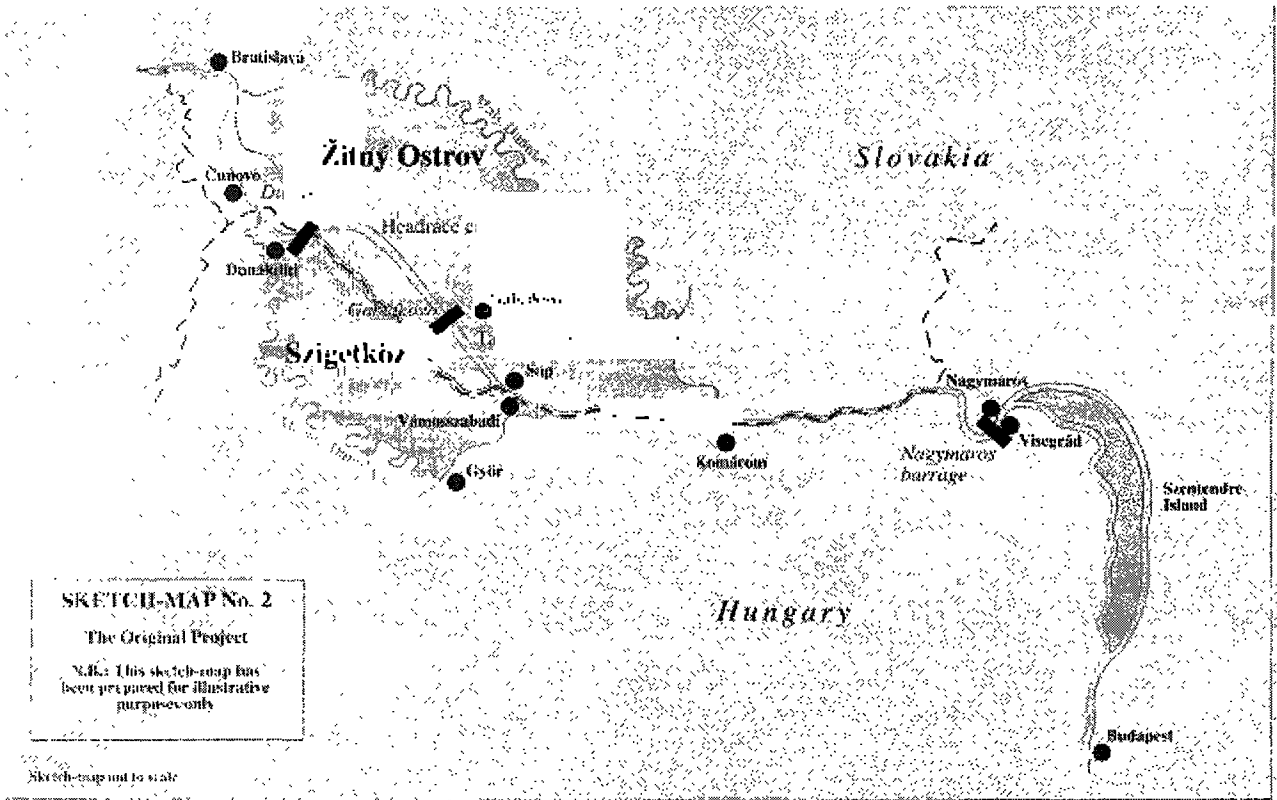 Bratislava
Žitný Ostrov
Slovakia
Čunovo
Headrace
Dunakiliti
Szigetköz
Sap
Nagymaros
Vámosszabadi
Komárom
Visegrád
Nagymaros
barrage
Győr
Szentendre
Island
SKETCH-MAP No. 2
Hungary
The Original Project
N.B.: This sketch-map has
been prepared for illustrative
purposes only
Budapest
Sketch-map not to scale